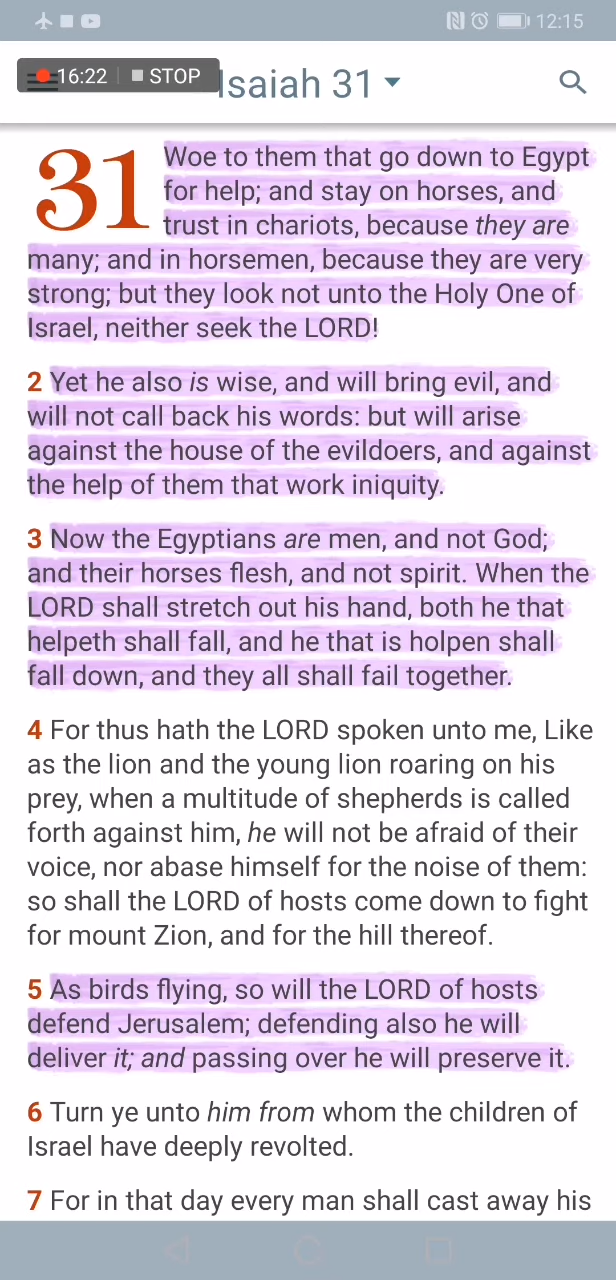 12:15
16:22 STOP
Isaiah 31
31 Woe to them that go down to Egypt
for help; and stay on horses, and
trust in chariots, because they are
many; and in horsemen, because they are very
strong; but they look not unto the Holy One of
Israel, neither seek the LORD!
2 Yet he also is wise, and will bring evil, and
will not call back his words: but will arise
against the house of the evildoers, and against
the help of them that work iniquity.
3 Now the Egyptians are men, and not God;
and their horses flesh, and not spirit. When the
LORD shall stretch out his hand, both he that
helpeth shall fall, and he that is holpen shall
fall down, and they all shall fail together.
4 For thus hath the LORD spoken unto me, Like
as the lion and the young lion roaring on his
prey, when a multitude of shepherds is called
forth against him, he will not be afraid of their
voice, nor abase himself for the noise of them:
so shall the LORD of hosts come down to fight
for mount Zion, and for the hill thereof.
5 As birds flying, so will the LORD of hosts
defend Jerusalem; defending also he will
deliver it; and passing over he will preserve it.
6 Turn ye unto him from whom the children of
Israel have deeply revolted.
7 For in that day every man shall cast away his